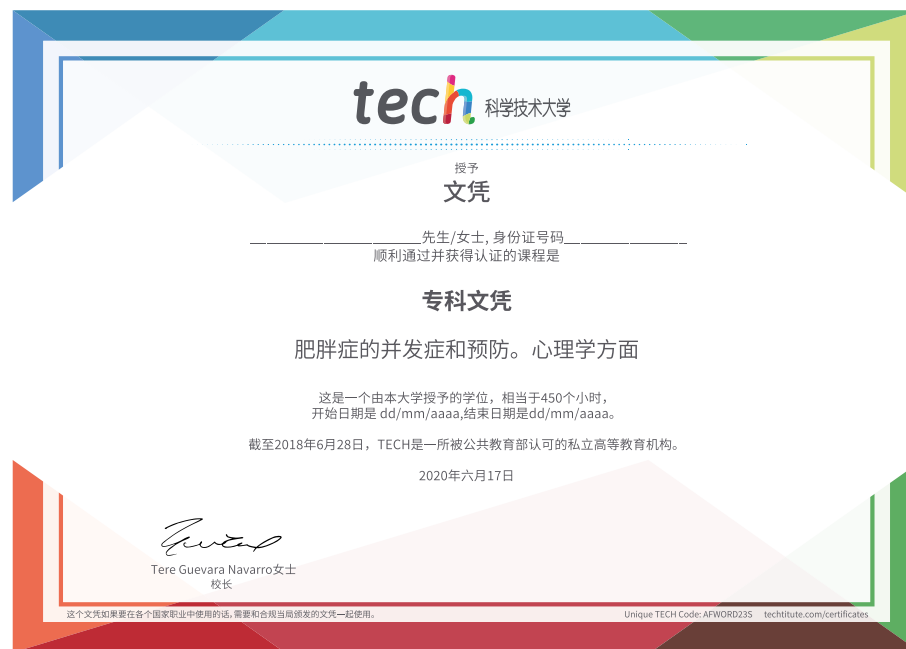 tech 科学技术大学
授予
文凭
________________________先生/女士, 身份证号码_________________
顺利通过并获得认证的课程是
专科文凭
肥胖症的并发症和预防。心理学方面
这是一个由本大学授予的学位，相当于450个小时，
开始日期是 dd/mm/aaaa,结束日期是dd/mm/aaaa。
截至2018年6月28日，TECH是一所被公共教育部认可的私立高等教育机构。
2020年六月17日
Tere Guevara Navarro女士
校长
这个文凭如果要在各个国家职业中使用的话,需要和合规当局颁发的文凭一起使用。
Unique TECH Code: AFWORD23S techtitute.com/certificates